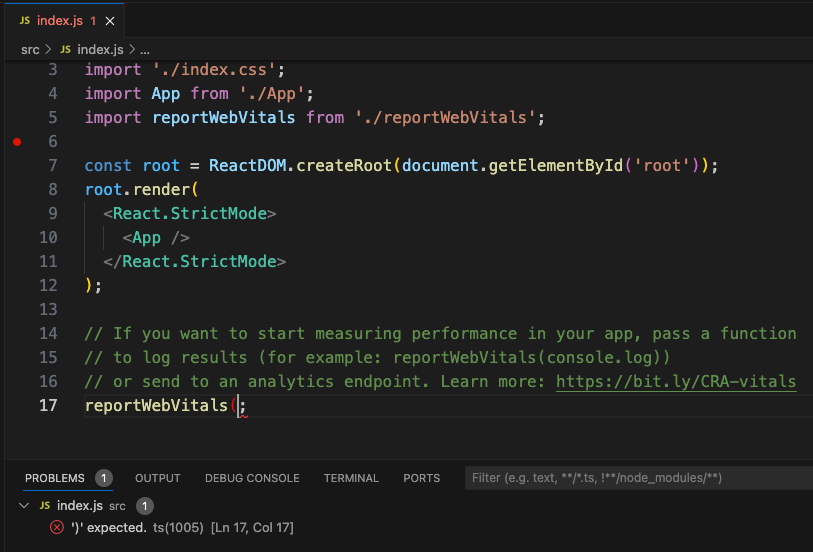 JS index.js 1 ×
src > JS index.js > ...
3 import './index.css';
4 import App from './App';
5 import reportWebVitals from './reportWebVitals';
6
7 const root = ReactDOM.createRoot(document.getElementById('root'));
8 root.render(
9   <React.StrictMode>
10     <App />
11   </React.StrictMode>
12 );
13
14 // If you want to start measuring performance in your app, pass a function
15 // to log results (for example: reportWebVitals(console.log))
16 // or send to an analytics endpoint. Learn more: https://bit.ly/CRA-vitals
17 reportWebVitals(;
PROBLEMS 1 OUTPUT DEBUG CONSOLE TERMINAL PORTS Filter (e.g. text, **/*.ts, !**/node_modules/**)
JS index.js src 1
')' expected. ts(1005) [Ln 17, Col 17]